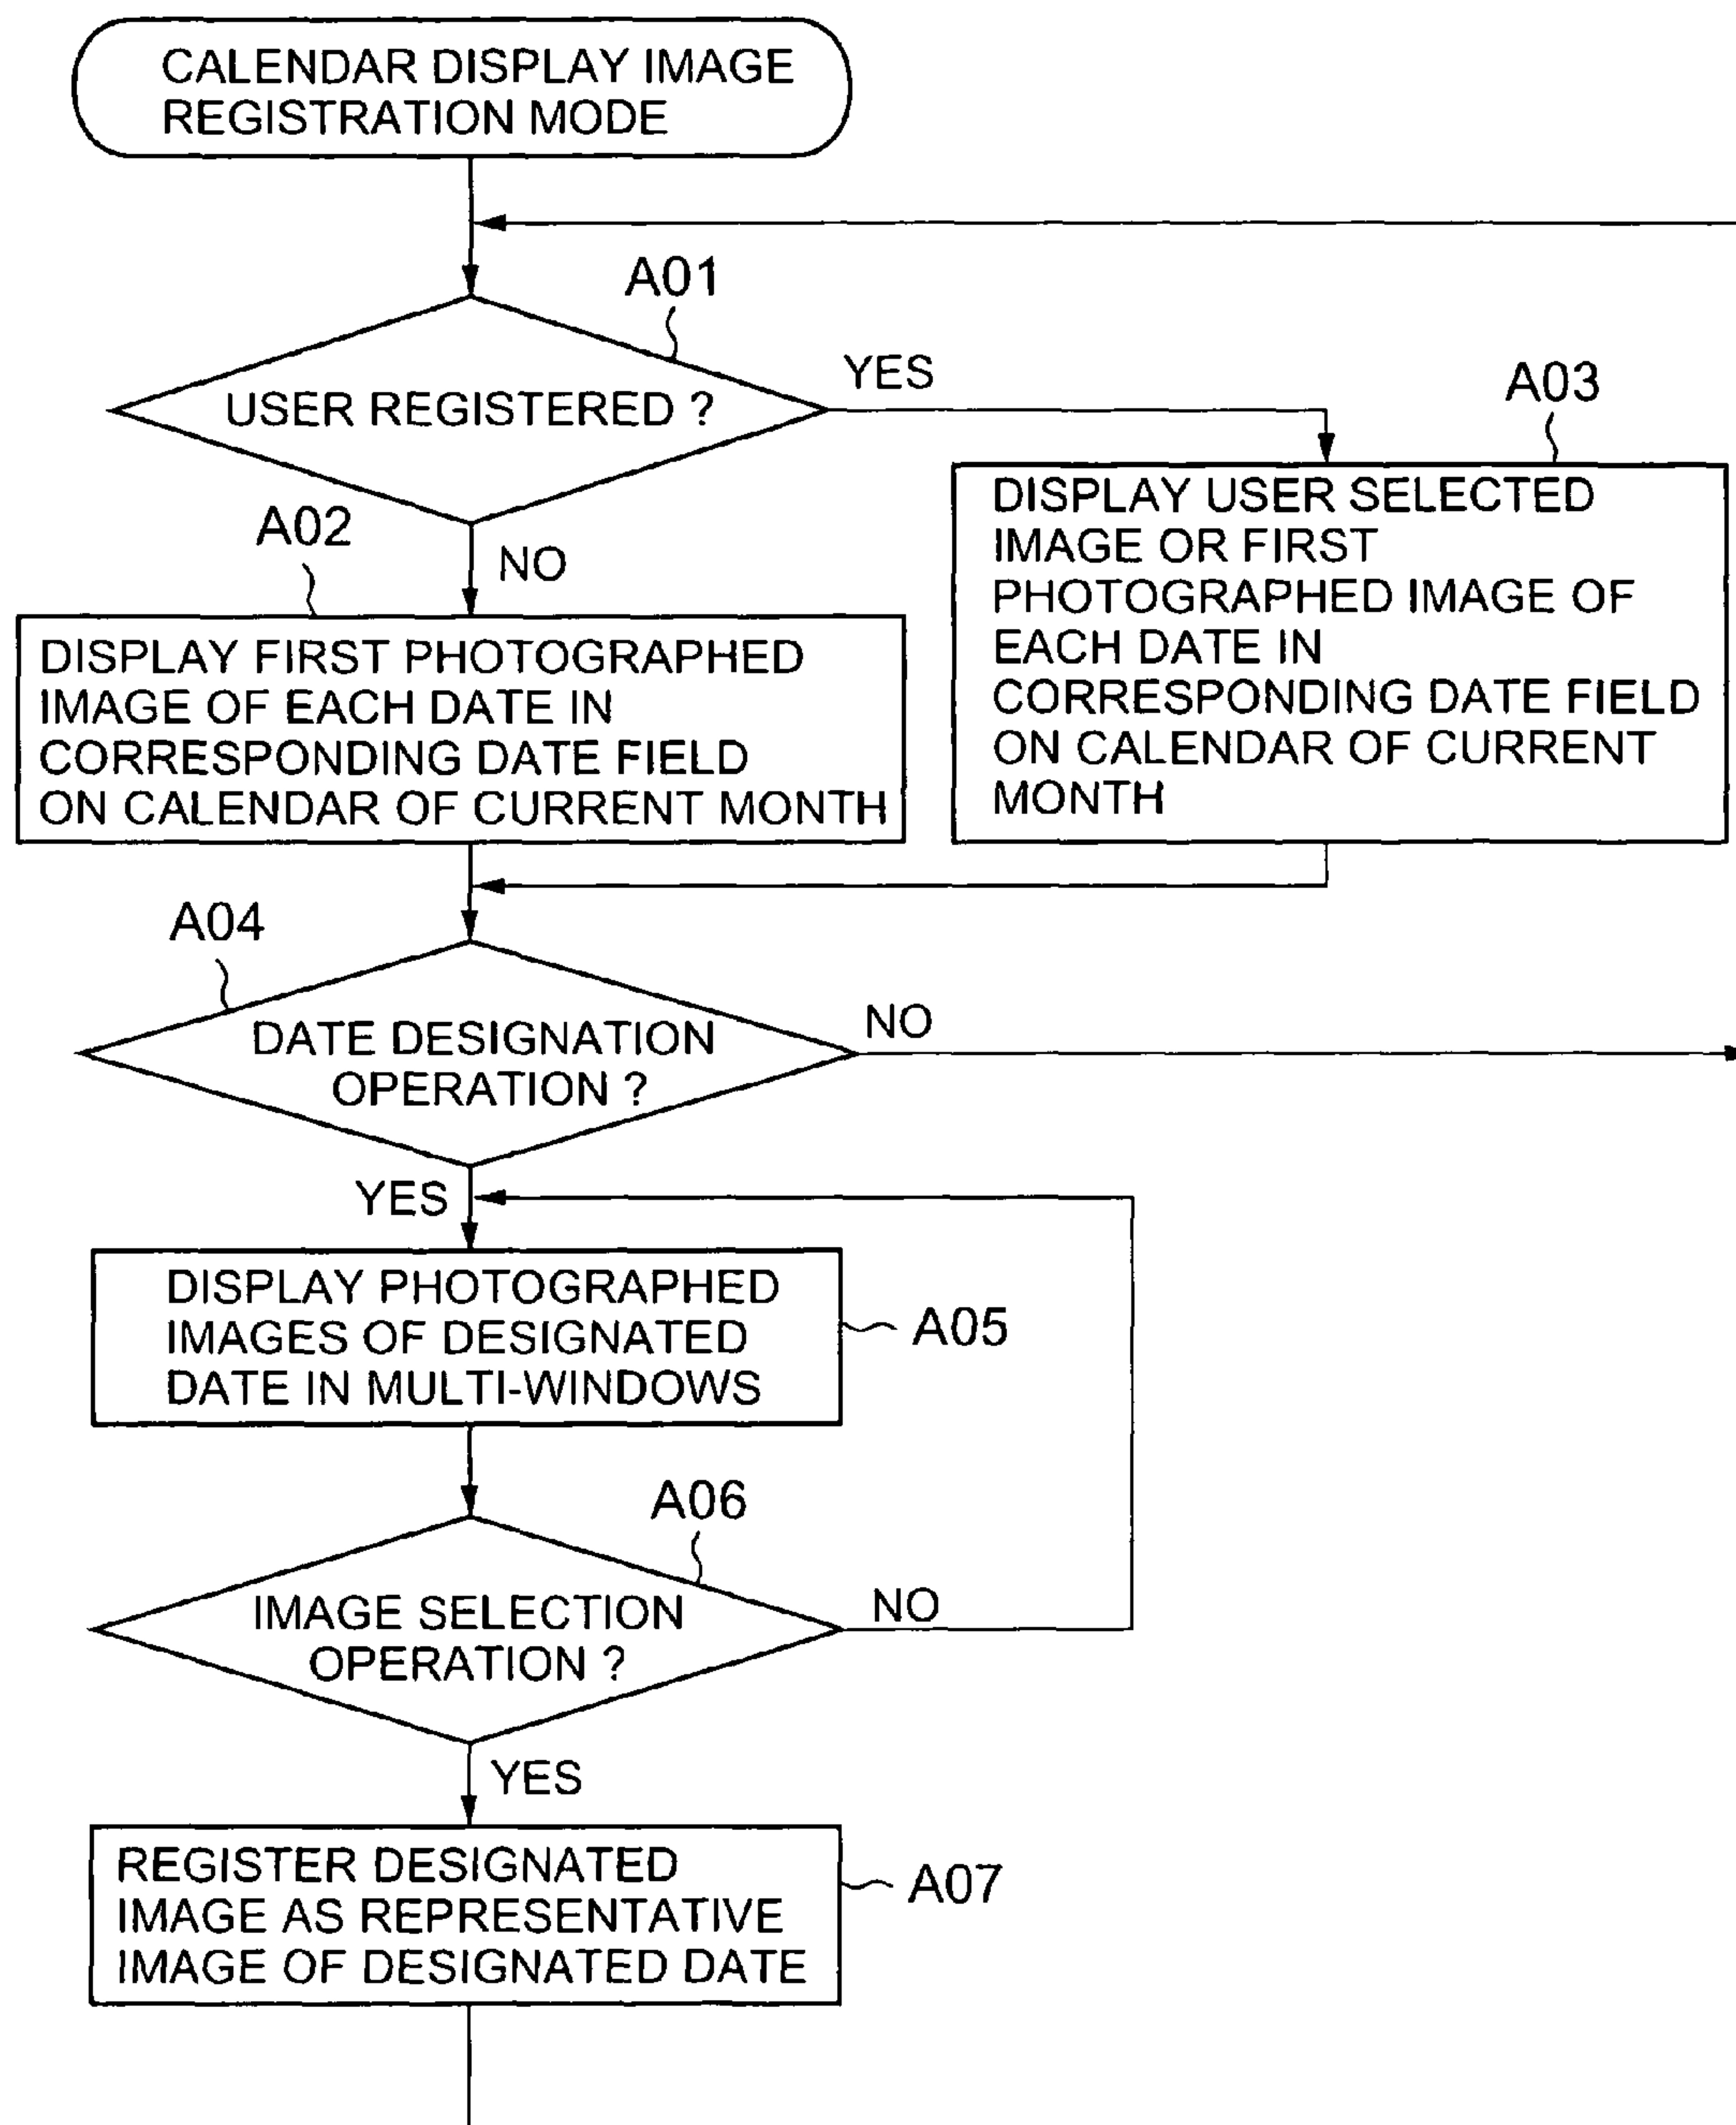 CALENDAR DISPLAY IMAGE
REGISTRATION MODE
A01
USER REGISTERED ?
YES
A03
DISPLAY USER SELECTED
IMAGE OR FIRST
PHOTOGRAPHED IMAGE OF
EACH DATE IN
CORRESPONDING DATE FIELD
ON CALENDAR OF CURRENT
MONTH
A02
NO
DISPLAY FIRST PHOTOGRAPHED
IMAGE OF EACH DATE IN
CORRESPONDING DATE FIELD
ON CALENDAR OF CURRENT MONTH
A04
DATE DESIGNATION
OPERATION ?
NO
YES
DISPLAY PHOTOGRAPHED
IMAGES OF DESIGNATED
DATE IN MULTI-WINDOWS
A05
A06
IMAGE SELECTION
OPERATION ?
NO
YES
REGISTER DESIGNATED
IMAGE AS REPRESENTATIVE
IMAGE OF DESIGNATED DATE
A07